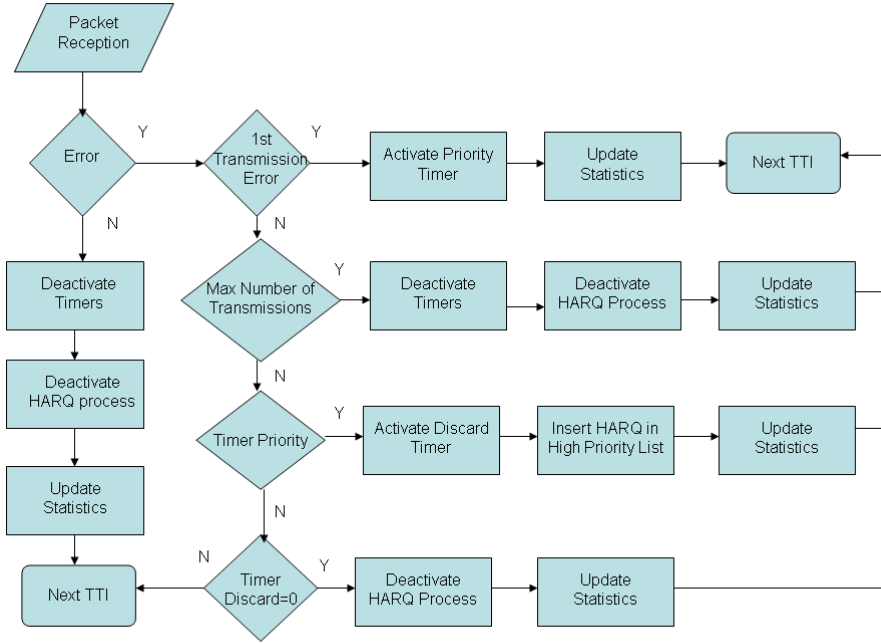 Packet
Reception
Error
Y
1st
Transmission
Error
Y
Activate Priority
Timer
Update
Statistics
Next TTI
N
N
Deactivate
Timers
Max Number of
Transmissions
Y
Deactivate
Timers
Deactivate
HARQ Process
Update
Statistics
Deactivate
HARQ process
N
Timer Priority
Y
Activate Discard
Timer
Insert HARQ in
High Priority List
Update
Statistics
Update
Statistics
N
Next TTI
N
Timer
Discard=0
Y
Deactivate
HARQ Process
Update
Statistics